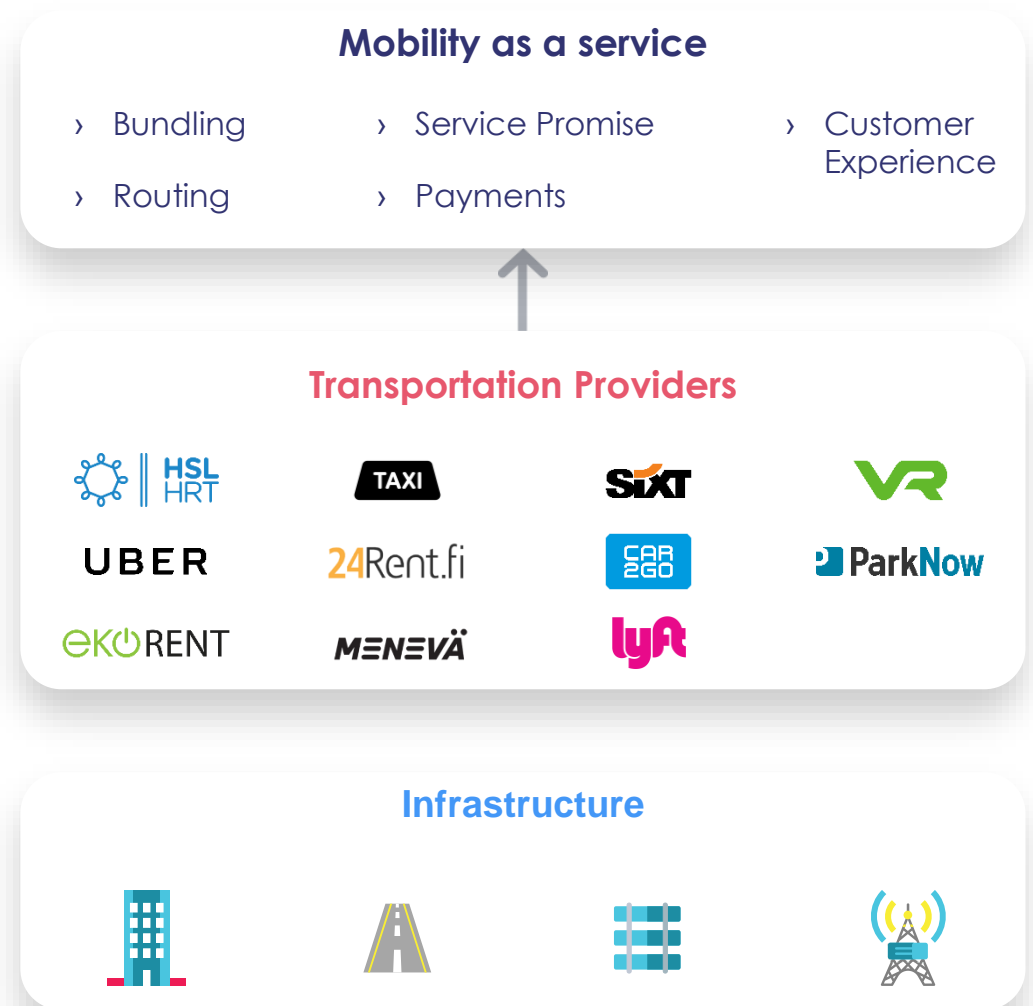 Mobility as a service
› Bundling
› Service Promise
› Customer
Experience
› Routing
› Payments
Transportation Providers
HSL
HRT
TAXI
SIXT
VR
UBER
24Rent.fi
CAR
2GO
P ParkNow
eKORENT
MENEVÄ
lyft
Infrastructure